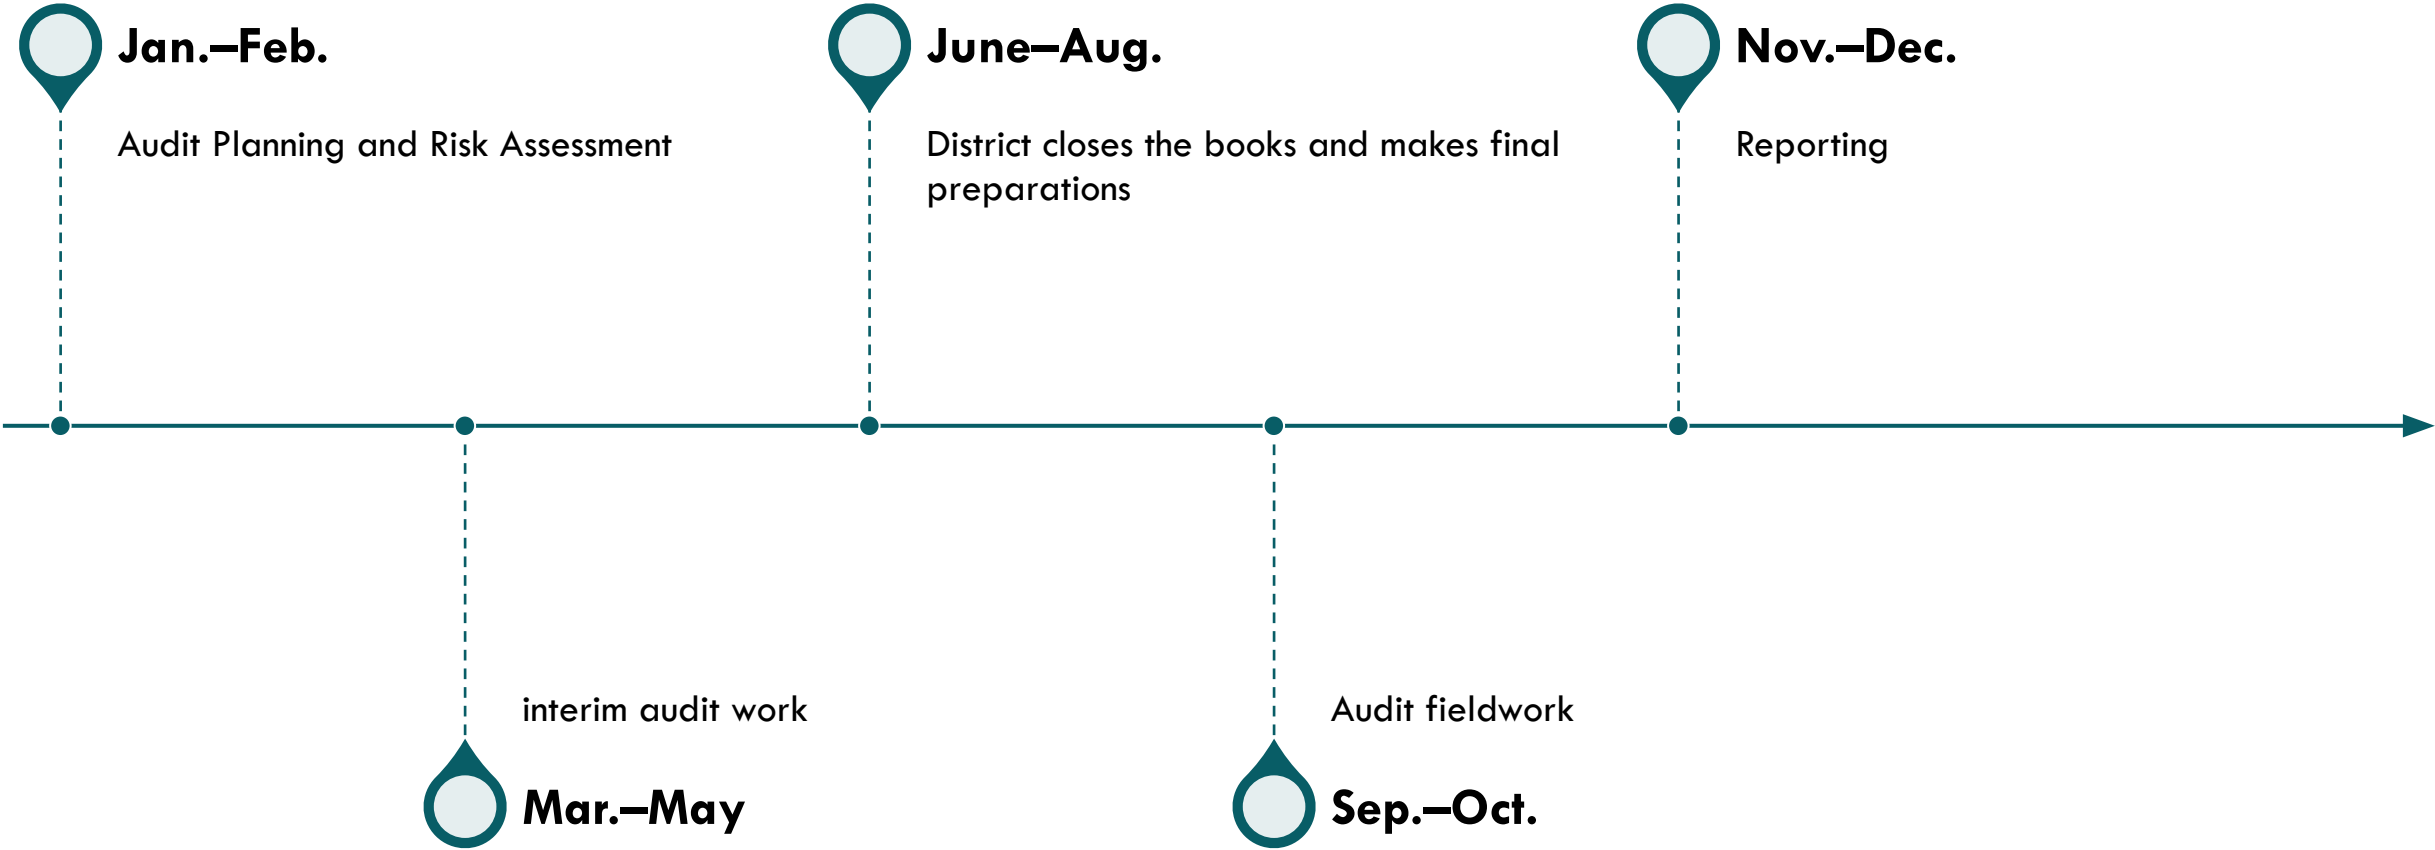 Jan.–Feb.
Audit Planning and Risk Assessment
Mar.–May
interim audit work
June–Aug.
District closes the books and makes final
preparations
Sep.–Oct.
Audit fieldwork
Nov.–Dec.
Reporting